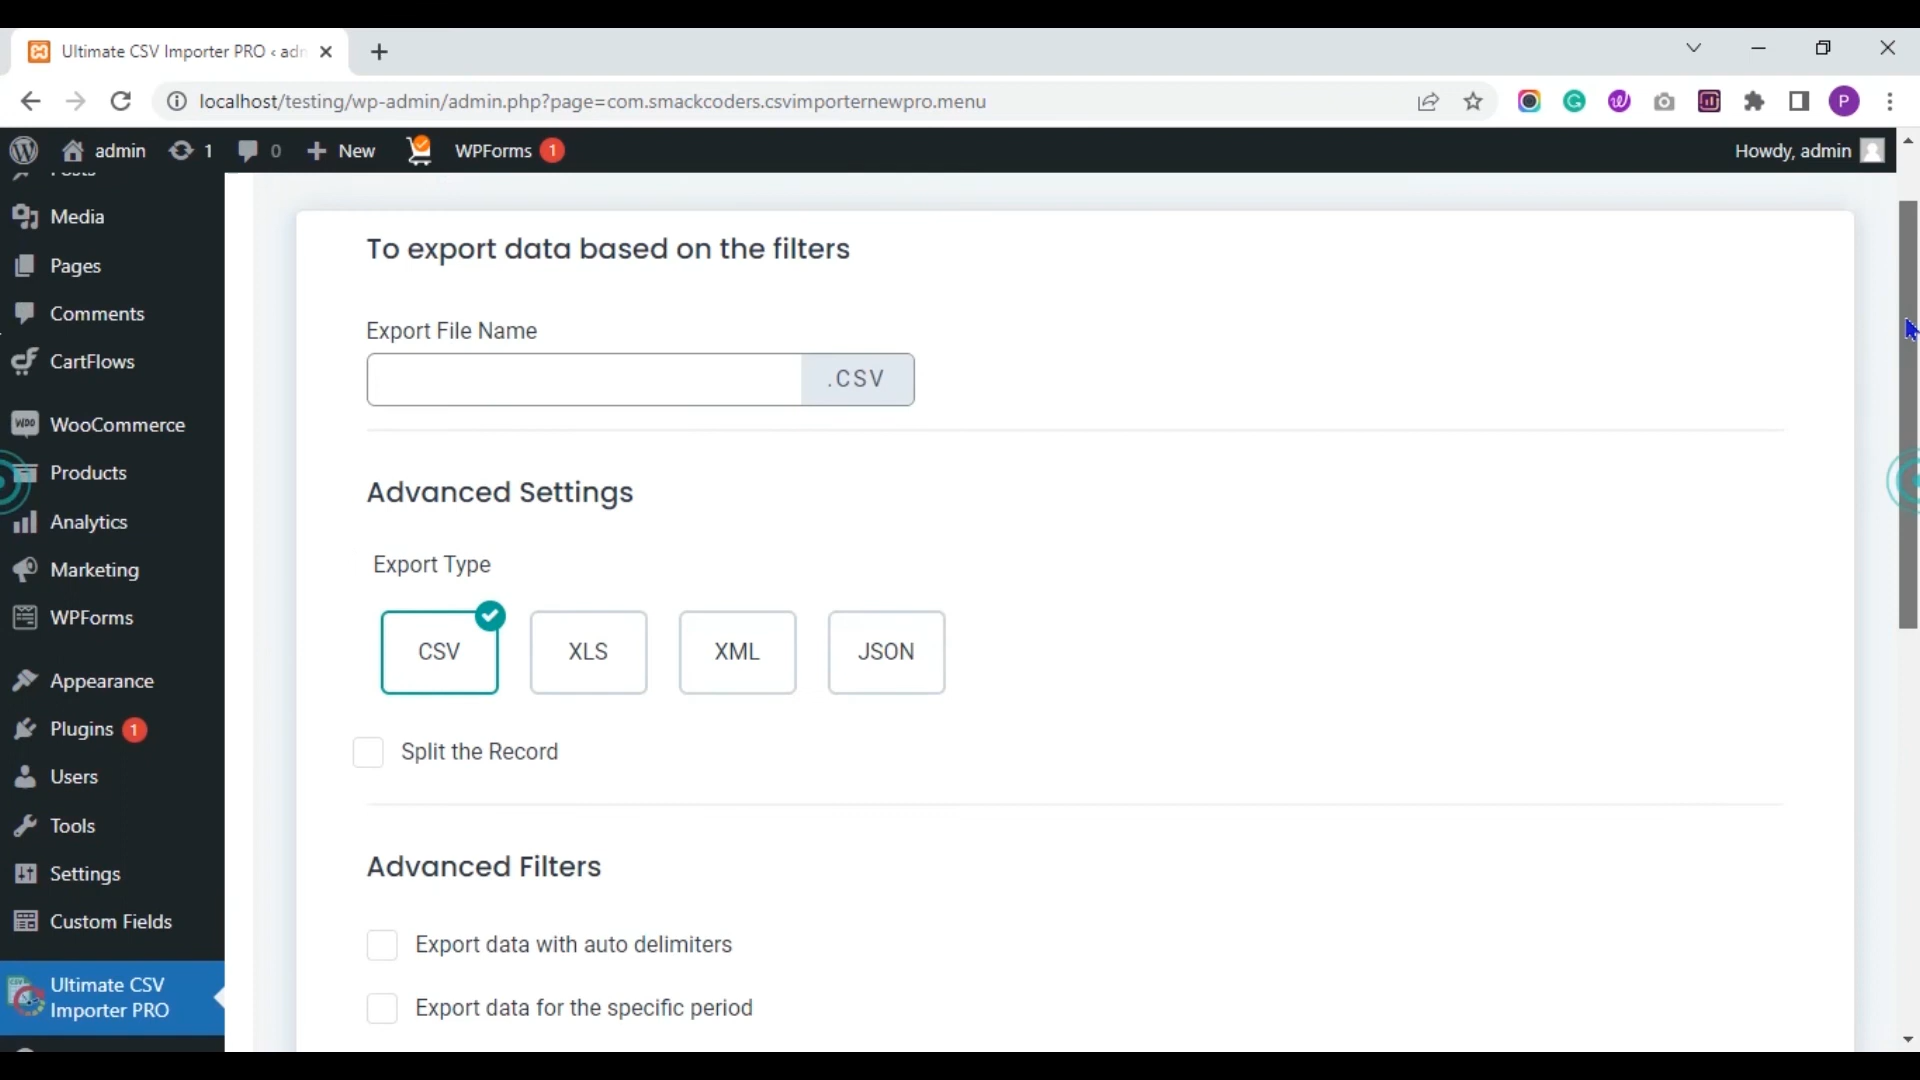 Ultimate CSV Importer PRO ‹ adm
localhost/testing/wp-admin/admin.php?page=com.smackcoders.csvimporternewpro.menu
P
admin
1
0
New
WPForms 1
Howdy, admin
Posts
Media
Pages
Comments
CartFlows
WooCommerce
Products
Analytics
Marketing
WPForms
Appearance
Plugins 1
Users
Tools
Settings
Custom Fields
Ultimate CSV
Importer PRO
To export data based on the filters
Export File Name
.CSV
Advanced Settings
Export Type
CSV
XLS
XML
JSON
Split the Record
Advanced Filters
Export data with auto delimiters
Export data for the specific period